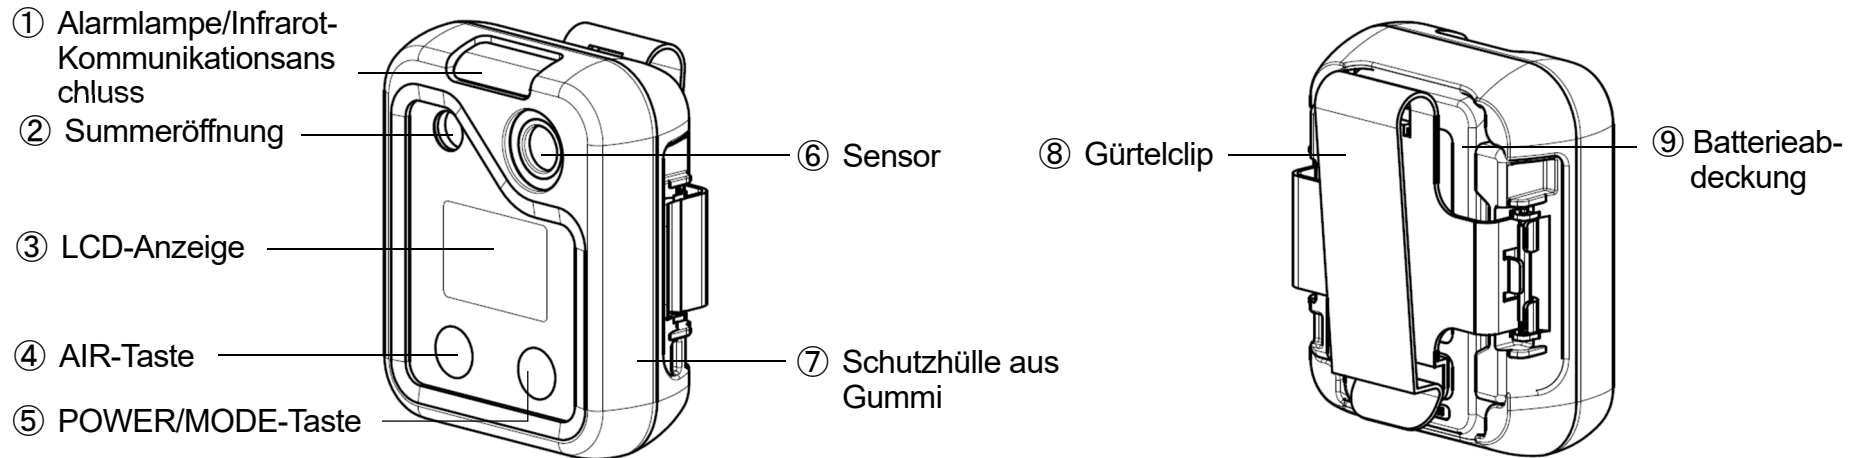 ① Alarmlampe/Infrarot-
Kommunikationsans
chluss
② Summeröffnung
③ LCD-Anzeige
④ AIR-Taste
⑤ POWER/MODE-Taste
⑥ Sensor
⑦ Schutzhülle aus
Gummi
⑧ Gürtelclip
⑨ Batterieab-
deckung